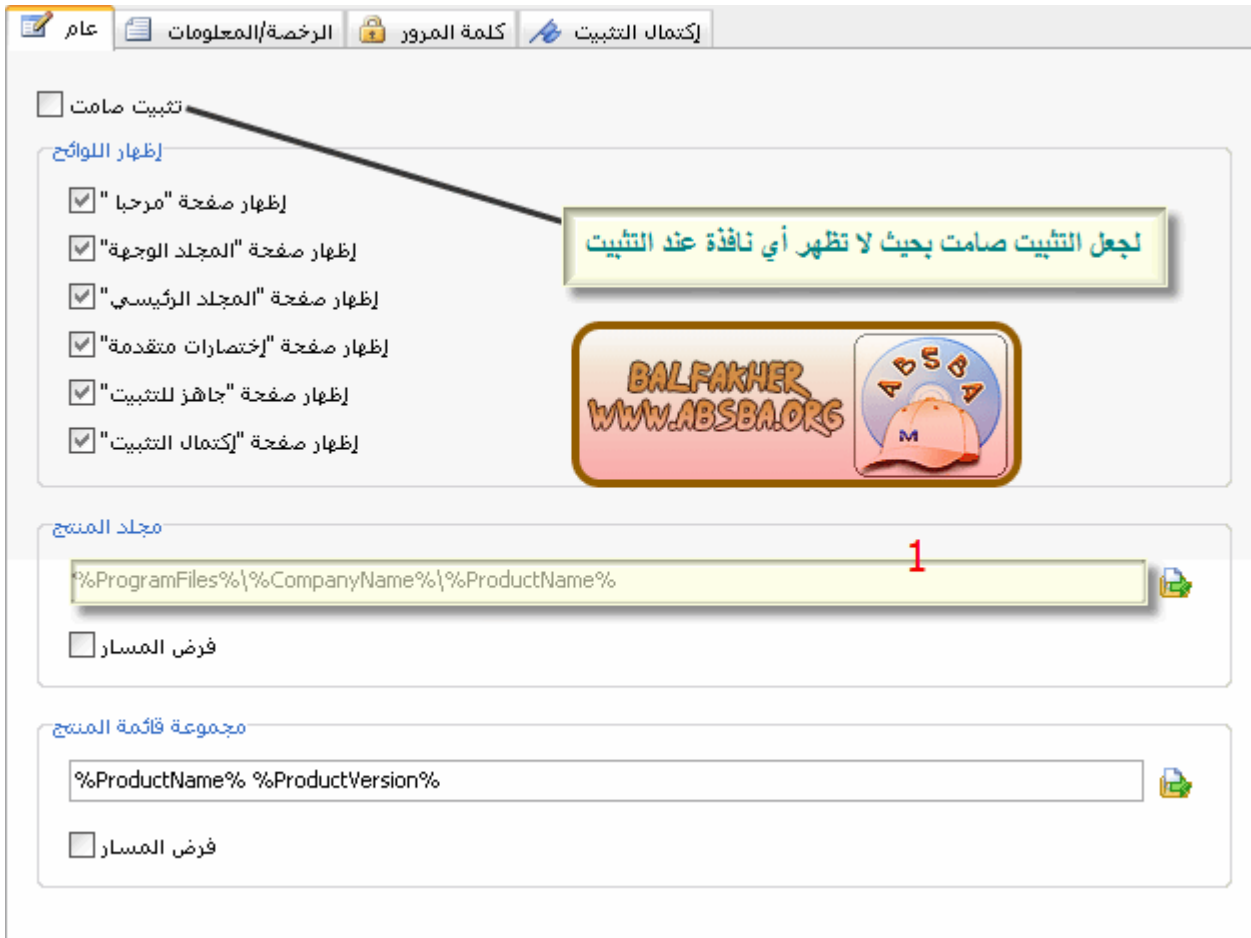 عام
الرخصة/المعلومات
كلمة المرور
إكتمال التثبيت
تثبيت صامت
إظهار اللوائح
إظهار صفحة "مرحبا "
إظهار صفحة "المجلد الوجهة"
إظهار صفحة "المجلد الرئيسي"
إظهار صفحة "إختصارات متقدمة"
إظهار صفحة "جاهز للتثبيت"
إظهار صفحة "إكتمال التثبيت"
لجعل التثبيت صامت بحيث لا تظهر أي نافذة عند التثبيت
BALFAKHER
WWW.ABSBA.ORG
ABSBA
M
مجلد المنتج
1
%ProgramFiles%\%CompanyName%\%ProductName%
فرض المسار
مجموعة قائمة المنتج
%ProductName% %ProductVersion%
فرض المسار